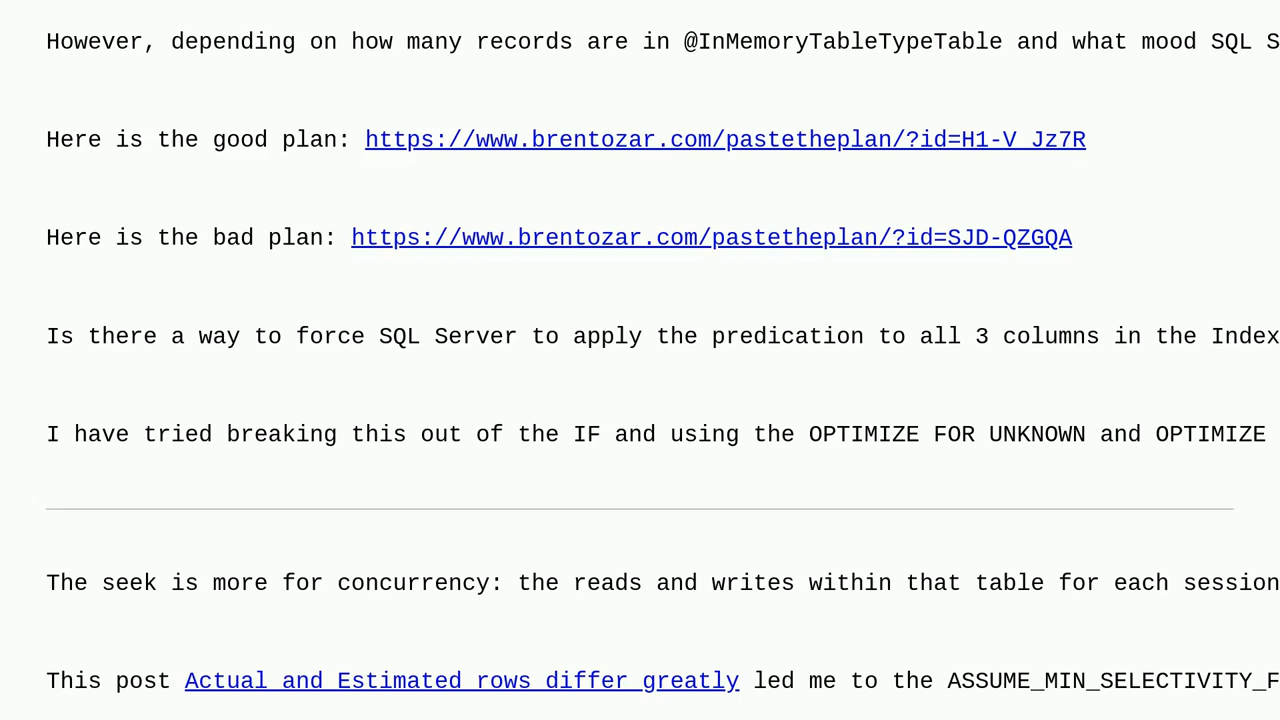 However, depending on how many records are in @InMemoryTableTypeTable and what mood SQL S
Here is the good plan: https://www.brentozar.com/pastetheplan/?id=H1-V_Jz7R
Here is the bad plan: https://www.brentozar.com/pastetheplan/?id=SJD-QZGQA
Is there a way to force SQL Server to apply the predication to all 3 columns in the Index
I have tried breaking this out of the IF and using the OPTIMIZE FOR UNKNOWN and OPTIMIZE
The seek is more for concurrency: the reads and writes within that table for each session
This post Actual and Estimated rows differ greatly led me to the ASSUME_MIN_SELECTIVITY_F